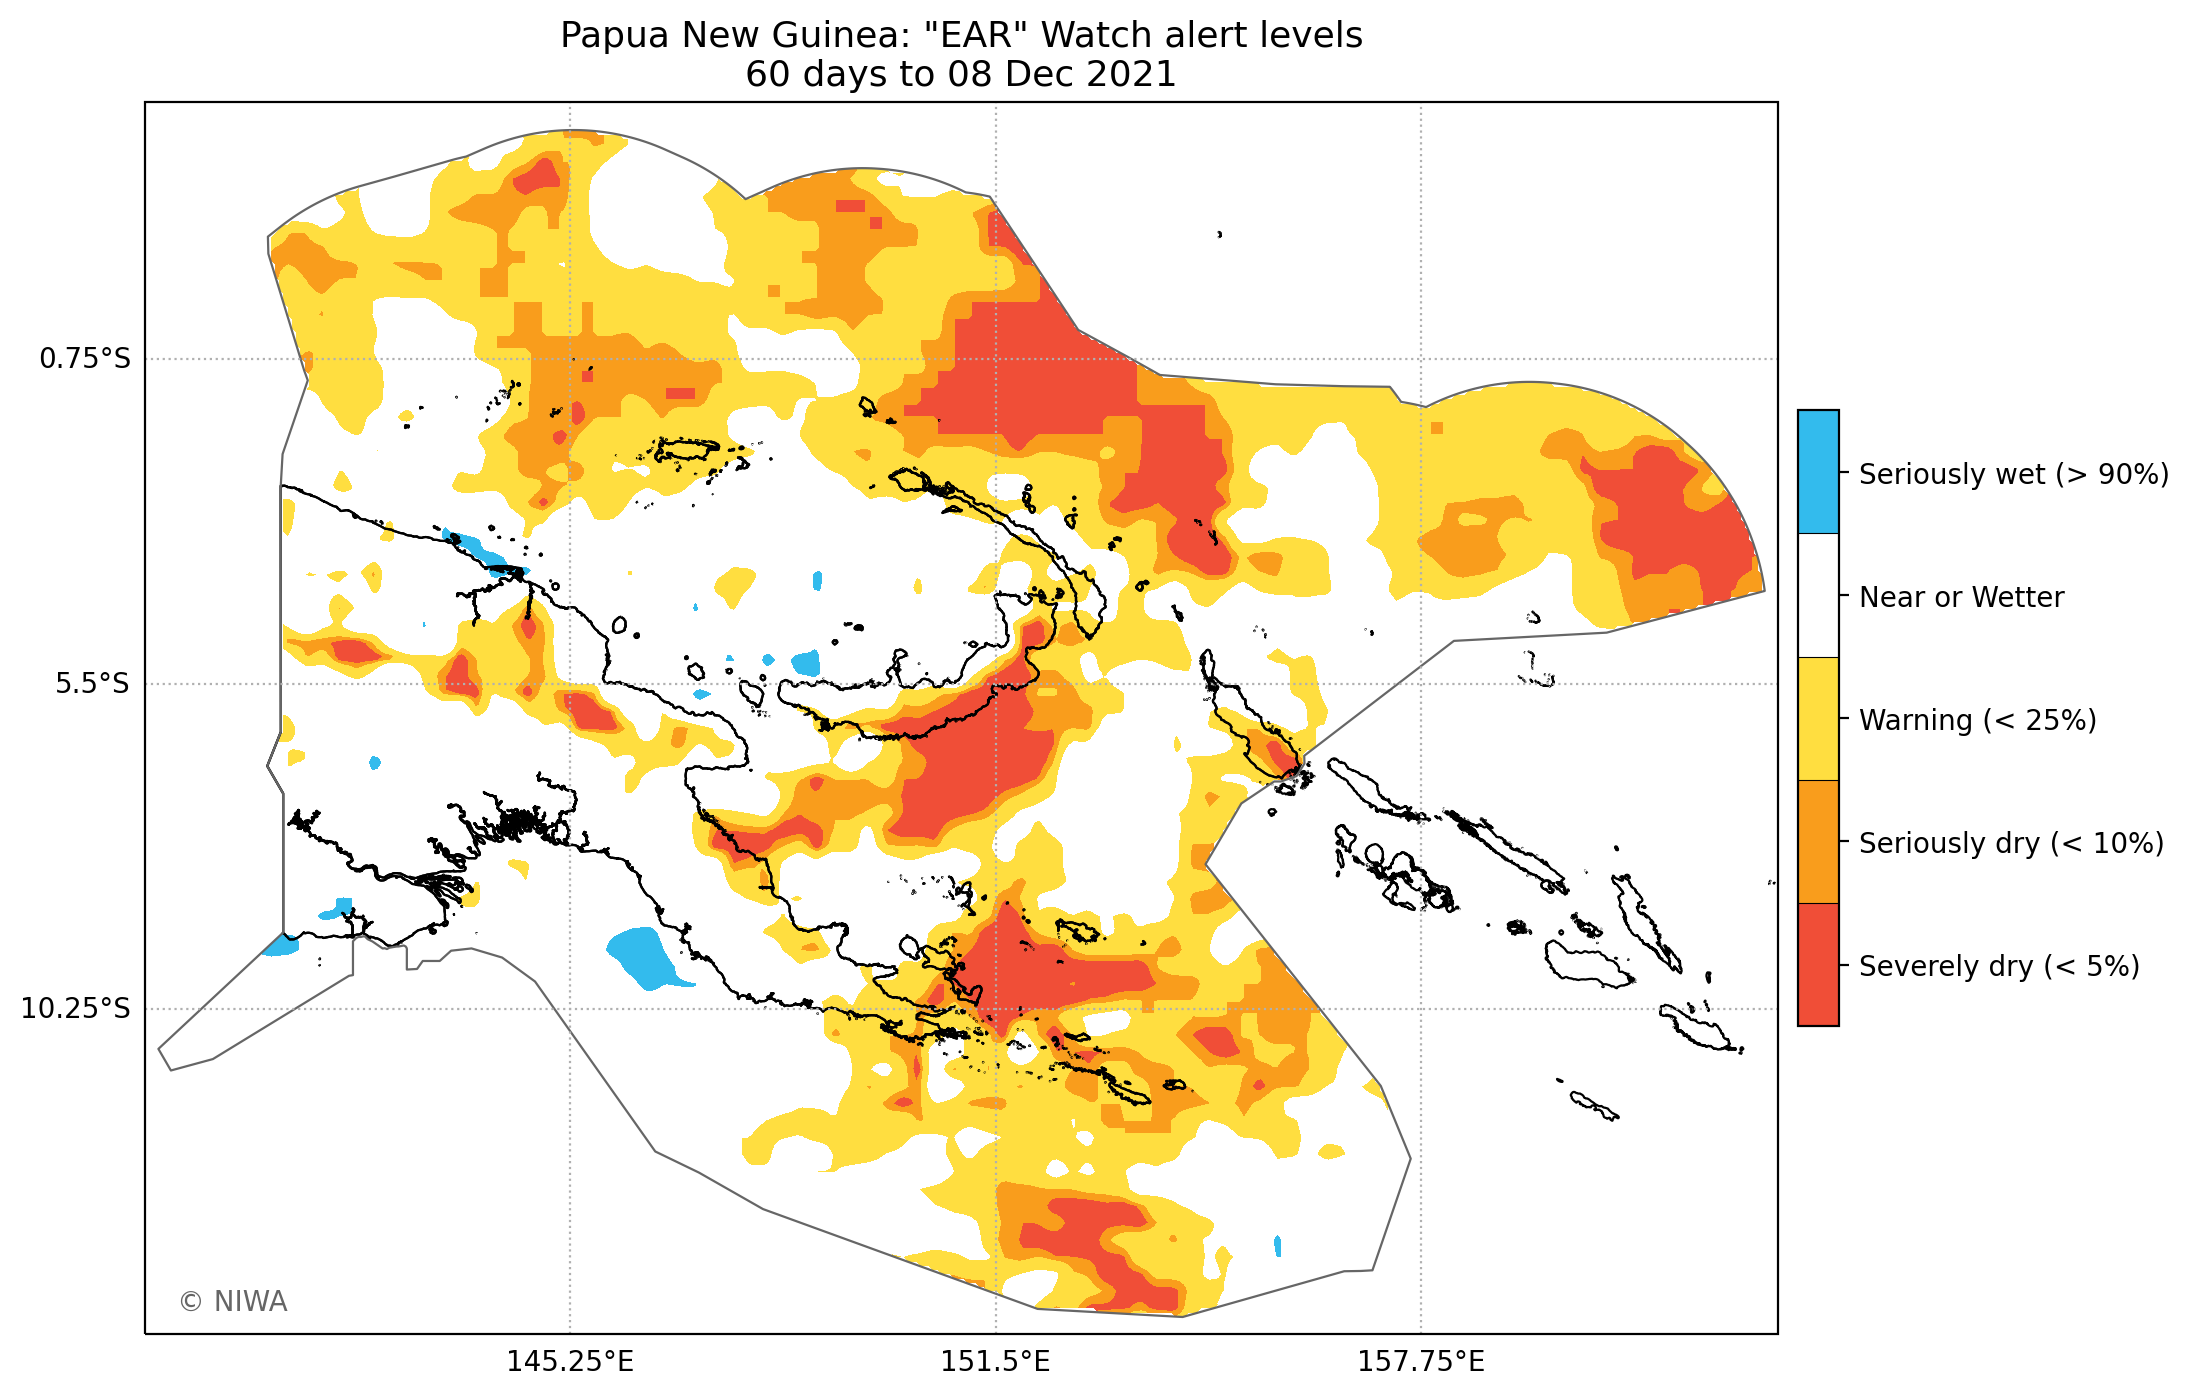 Papua New Guinea: "EAR" Watch alert levels
60 days to 08 Dec 2021
0.75°S
5.5°S
10.25°S
145.25°E
151.5°E
157.75°E
Seriously wet (> 90%)
Near or Wetter
Warning (< 25%)
Seriously dry (< 10%)
Severely dry (< 5%)
© NIWA